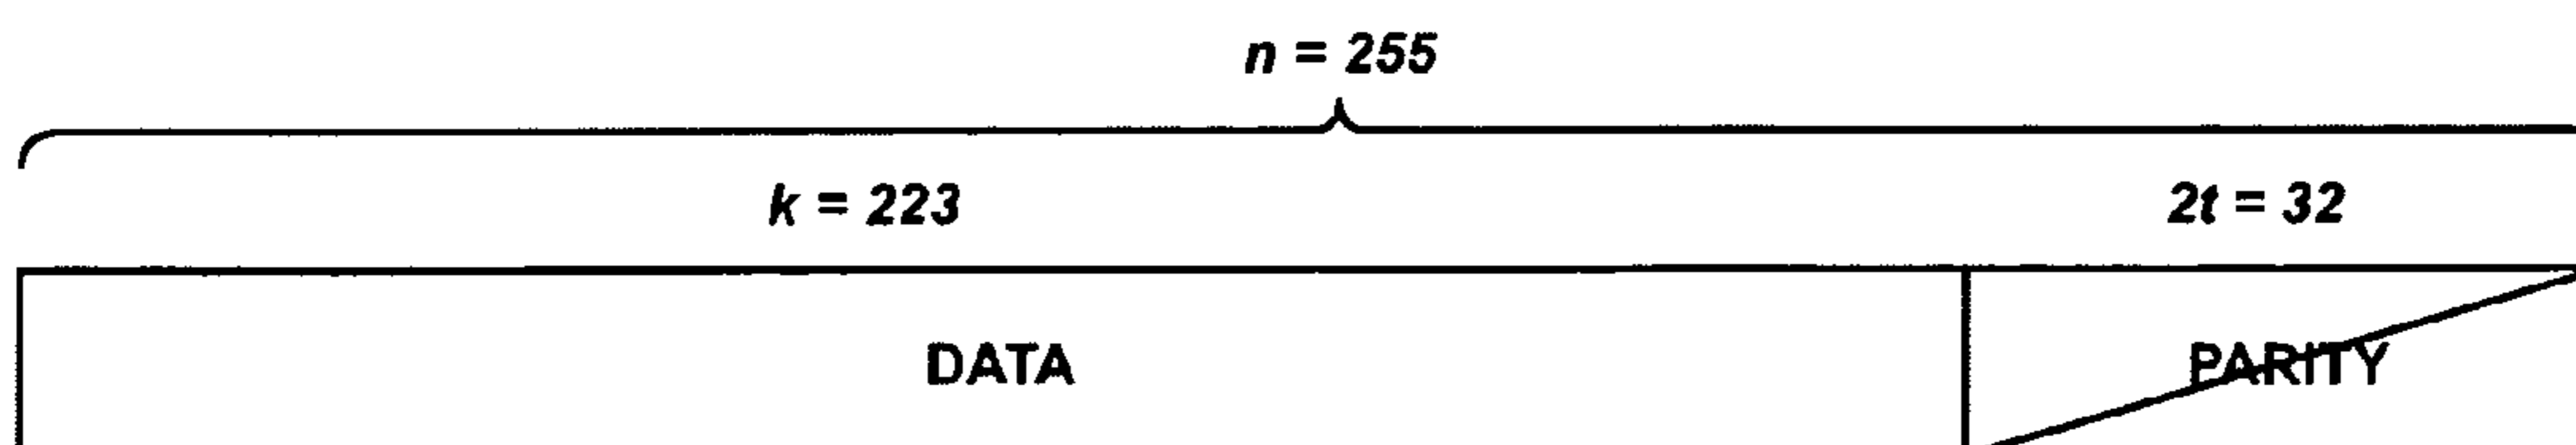 n = 255
k = 223 2t = 32
DATA PARITY